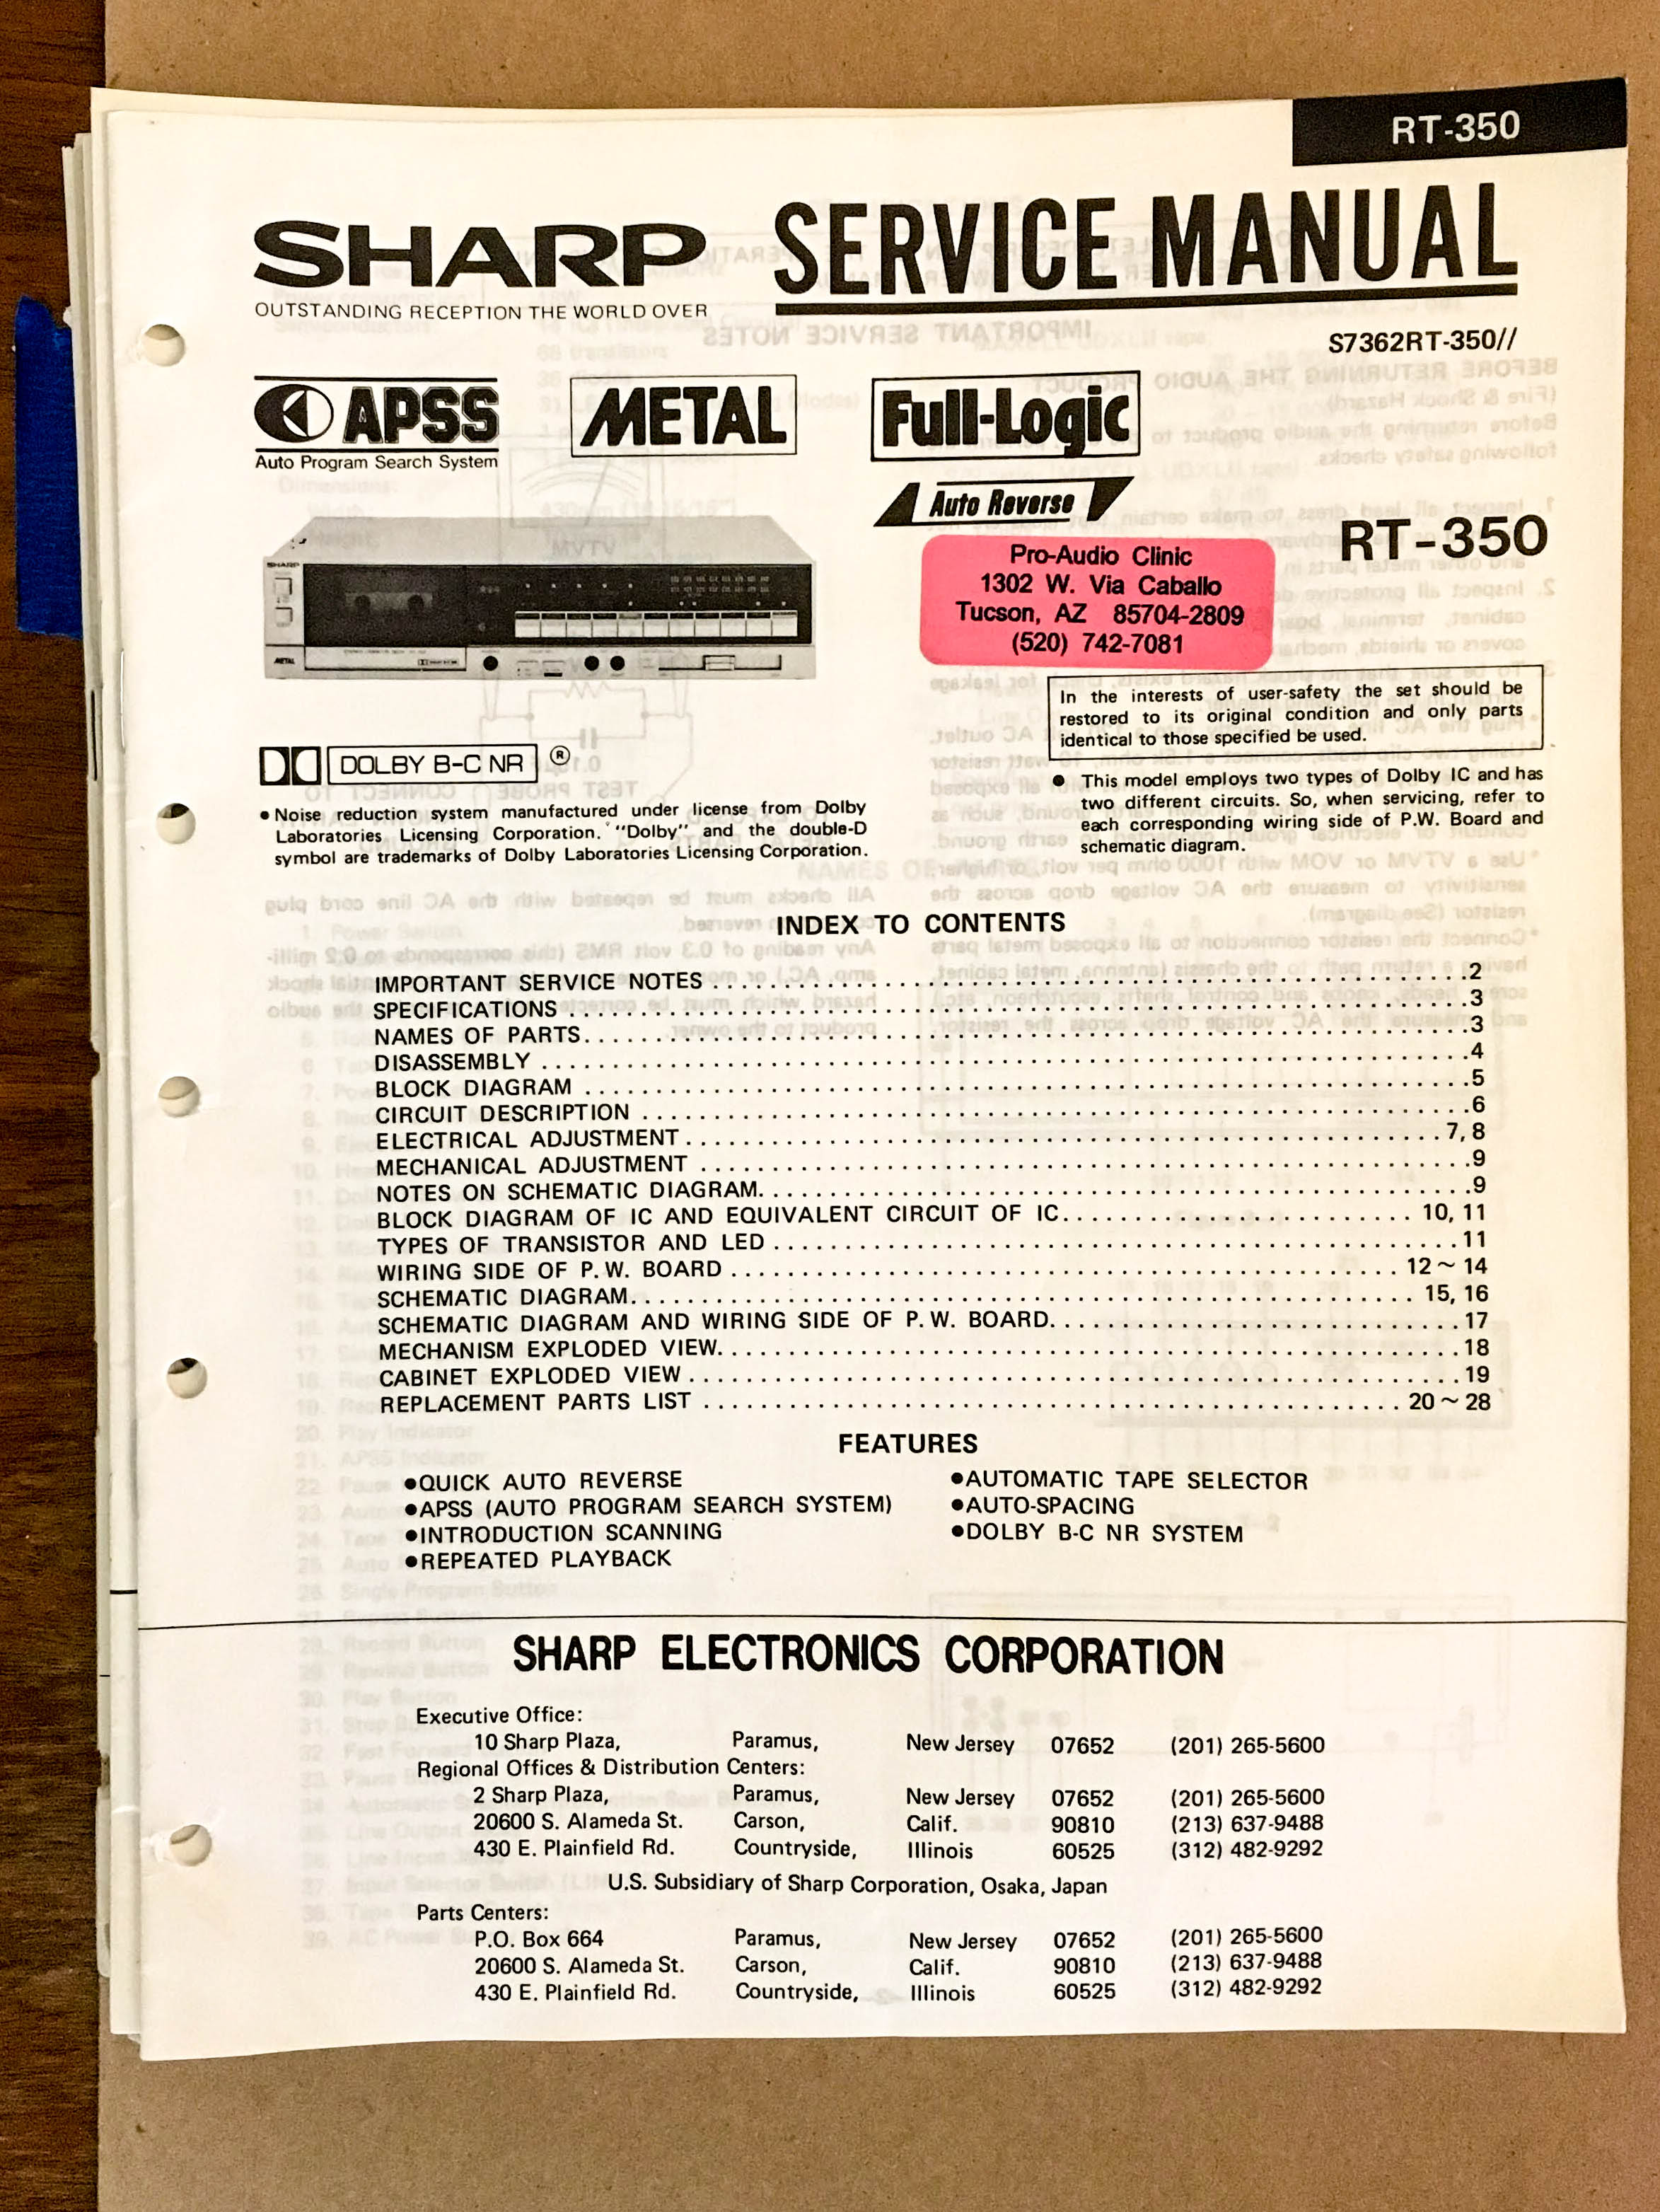 RT-350
SHARP SERVICE MANUAL
OUTSTANDING RECEPTION THE WORLD OVER
S7362RT-350//
APSS
Auto Program Search System
METAL
Full-Logic
Auto Reverse
RT-350
Pro-Audio Clinic
1302 W. Via Caballo
Tucson, AZ 85704-2809
(520) 742-7081
SHARP
METAL
In the interests of user-safety the set should be
restored to its original condition and only parts
identical to those specified be used.
DOLBY B-C NR ®
● Noise reduction system manufactured under license from Dolby
Laboratories Licensing Corporation. "Dolby" and the double-D
symbol are trademarks of Dolby Laboratories Licensing Corporation.
● This model employs two types of Dolby IC and has
two different circuits. So, when servicing, refer to
each corresponding wiring side of P.W. Board and
schematic diagram.
INDEX TO CONTENTS
IMPORTANT SERVICE NOTES . . . . . . . . . . 2
SPECIFICATIONS . . . . . . . . . . 3
NAMES OF PARTS . . . . . . . . . . 3
DISASSEMBLY . . . . . . . . . . 4
BLOCK DIAGRAM . . . . . . . . . . 5
CIRCUIT DESCRIPTION . . . . . . . . . . 6
ELECTRICAL ADJUSTMENT . . . . . . . . . . 7, 8
MECHANICAL ADJUSTMENT . . . . . . . . . . 9
NOTES ON SCHEMATIC DIAGRAM . . . . . . . . . . 9
BLOCK DIAGRAM OF IC AND EQUIVALENT CIRCUIT OF IC . . . . . . . . . . 10, 11
TYPES OF TRANSISTOR AND LED . . . . . . . . . . 11
WIRING SIDE OF P. W. BOARD . . . . . . . . . . 12 ~ 14
SCHEMATIC DIAGRAM . . . . . . . . . . 15, 16
SCHEMATIC DIAGRAM AND WIRING SIDE OF P. W. BOARD . . . . . . . . . . 17
MECHANISM EXPLODED VIEW . . . . . . . . . . 18
CABINET EXPLODED VIEW . . . . . . . . . . 19
REPLACEMENT PARTS LIST . . . . . . . . . . 20 ~ 28
FEATURES
●QUICK AUTO REVERSE
●APSS (AUTO PROGRAM SEARCH SYSTEM)
●INTRODUCTION SCANNING
●REPEATED PLAYBACK
●AUTOMATIC TAPE SELECTOR
●AUTO-SPACING
●DOLBY B-C NR SYSTEM
SHARP ELECTRONICS CORPORATION
Executive Office:
10 Sharp Plaza, Paramus, New Jersey 07652 (201) 265-5600
Regional Offices & Distribution Centers:
2 Sharp Plaza, Paramus, New Jersey 07652 (201) 265-5600
20600 S. Alameda St. Carson, Calif. 90810 (213) 637-9488
430 E. Plainfield Rd. Countryside, Illinois 60525 (312) 482-9292
U.S. Subsidiary of Sharp Corporation, Osaka, Japan
Parts Centers:
P.O. Box 664 Paramus, New Jersey 07652 (201) 265-5600
20600 S. Alameda St. Carson, Calif. 90810 (213) 637-9488
430 E. Plainfield Rd. Countryside, Illinois 60525 (312) 482-9292